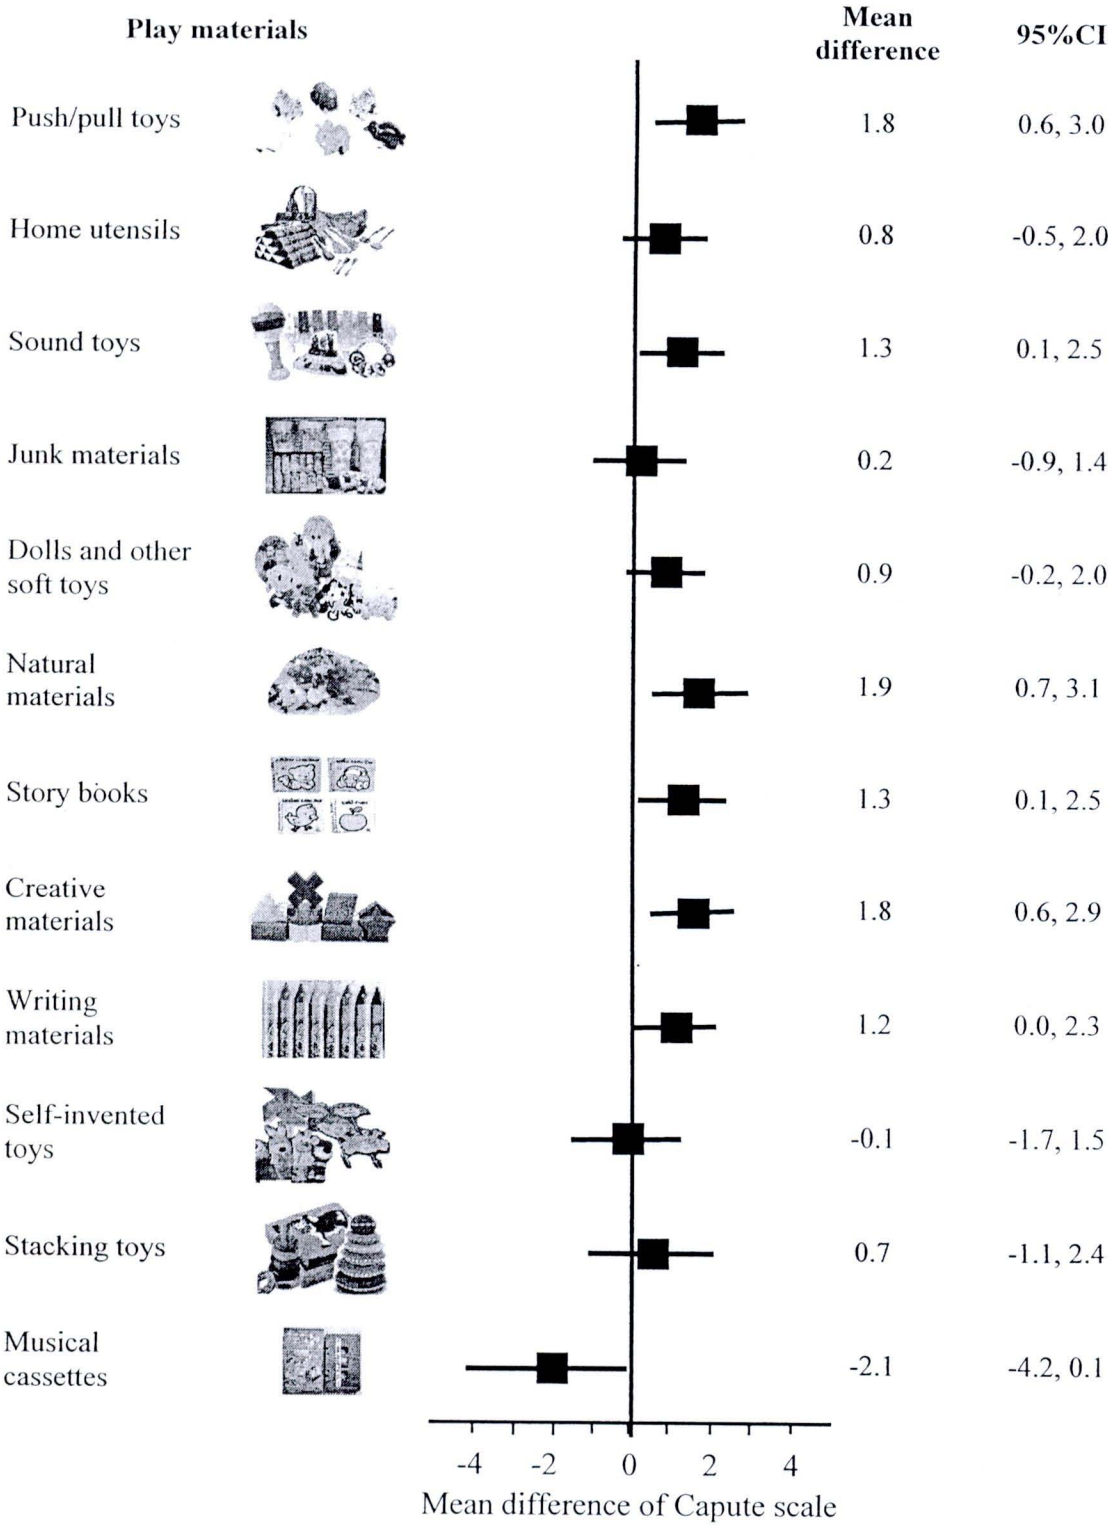 Play materials Mean difference 95%CI
Push/pull toys 1.8 0.6, 3.0
Home utensils 0.8 -0.5, 2.0
Sound toys 1.3 0.1, 2.5
Junk materials 0.2 -0.9, 1.4
Dolls and other
soft toys 0.9 -0.2, 2.0
Natural
materials 1.9 0.7, 3.1
Story books 1.3 0.1, 2.5
Creative
materials 1.8 0.6, 2.9
Writing
materials 1.2 0.0, 2.3
Self-invented
toys -0.1 -1.7, 1.5
Stacking toys 0.7 -1.1, 2.4
Musical
cassettes -2.1 -4.2, 0.1
-4 -2 0 2 4
Mean difference of Capute scale